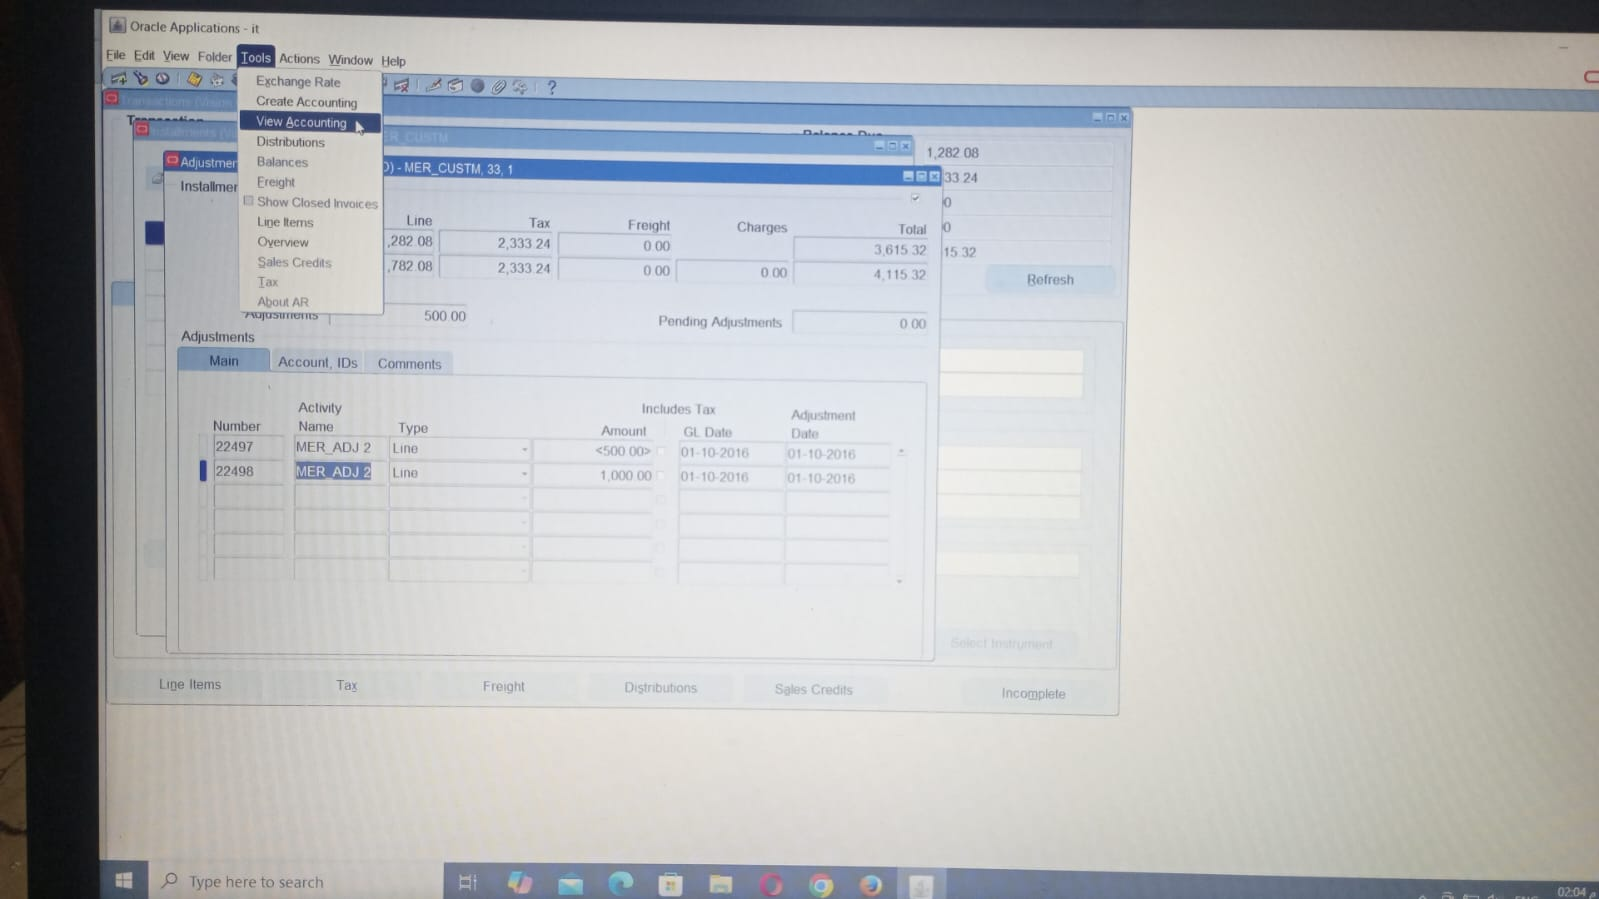 Oracle Applications - it
File Edit View Folder Tools Actions Window Help
Exchange Rate
Create Accounting
View Accounting
Distributions
Balances
Freight
Show Closed Invoices
Line Items
Overview
Sales Credits
Tax
About AR
Transactions
MER_CUSTM
Balance Due
1,282 08
33 24
0
0
15 32
Refresh
) - MER_CUSTM, 33, 1
Line Tax Freight Charges Total
,282 08 2,333 24 0 00 3,615 32
,782 08 2,333 24 0 00 0 00 4,115 32
Adjustments 500 00 Pending Adjustments 0 00
Adjustments
Main Account, IDs Comments
Activity Includes Tax Adjustment
Number Name Type Amount GL Date Date
22497 MER_ADJ 2 Line <500 00> 01-10-2016 01-10-2016
22498 MER_ADJ 2 Line 1,000 00 01-10-2016 01-10-2016
Select Instrument
Line Items Tax Freight Distributions Sales Credits Incomplete
Type here to search
02:04